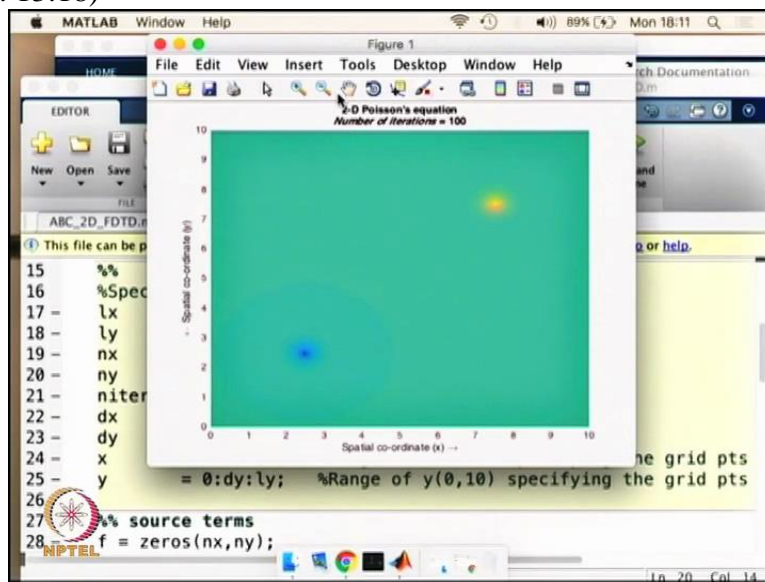 : 15:18)
MATLAB Window Help 89% Mon 18:11
Figure 1
File Edit View Insert Tools Desktop Window Help
HOME
rch Documentation
D.m
EDITOR
New Open Save
FILE
and
me
ABC_2D_FDTD.
This file can be p
o or help.
2-D Poisson's equation
Number of iterations = 100
10
9
8
7
6
5
4
3
2
1
0
← Spatial co-ordinate (y) →
0 1 2 3 4 5 6 7 8 9 10
Spatial co-ordinate (x) →
15 %%
16 %Spec
17 - lx
18 - ly
19 - nx
20 - ny
21 - niter
22 - dx
23 - dy
24 - x he grid pts
25 - y = 0:dy:ly; %Range of y(0,10) specifying the grid pts
26
27 %% source terms
28 - f = zeros(nx,ny);
NPTEL
Ln 20 Col 14